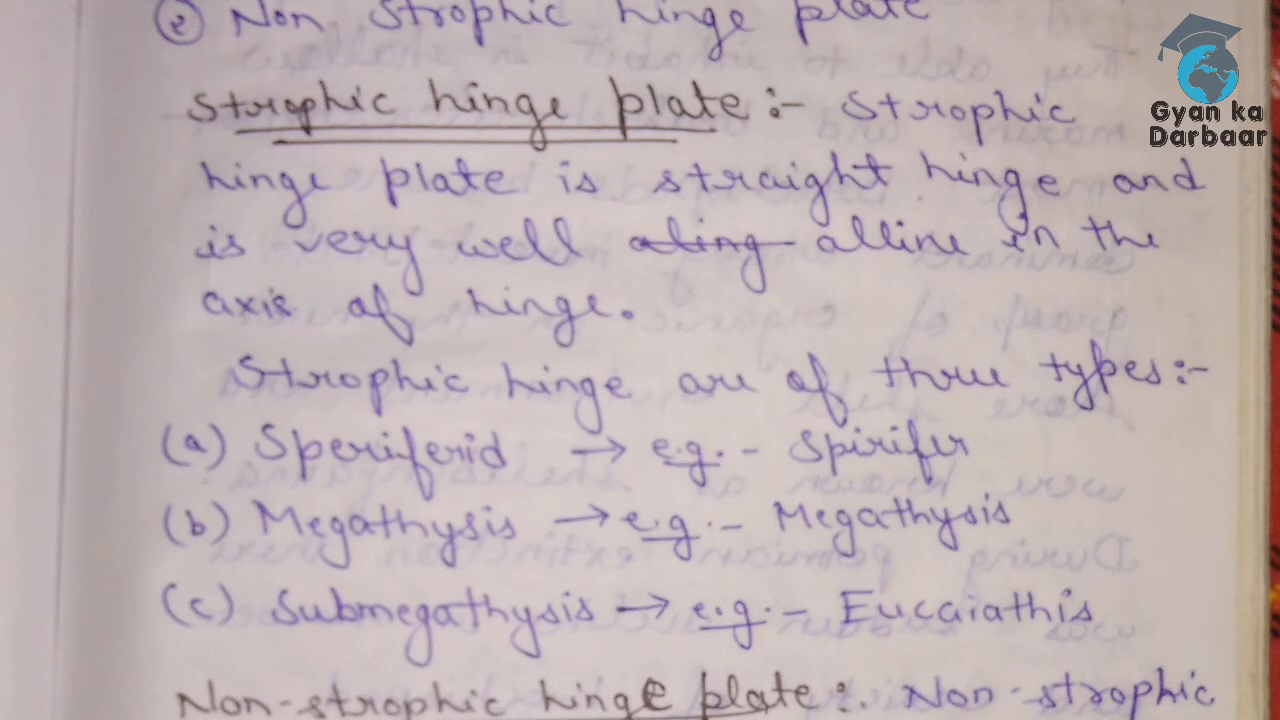 ② Non strophic hinge plate
Strophic hinge plate :- Strophic
hinge plate is straight hinge and
is very well aling alline in the
axis of hinge.
Strophic hinge are of three types:-
(a) Speriferid → e.g. - Spirifer
(b) Megathysis → e.g. - Megathysis
(c) Submegathysis → e.g. - Eucaiathis
Non-strophic hinge plate :. Non-strophic
Gyan ka
Darbaar